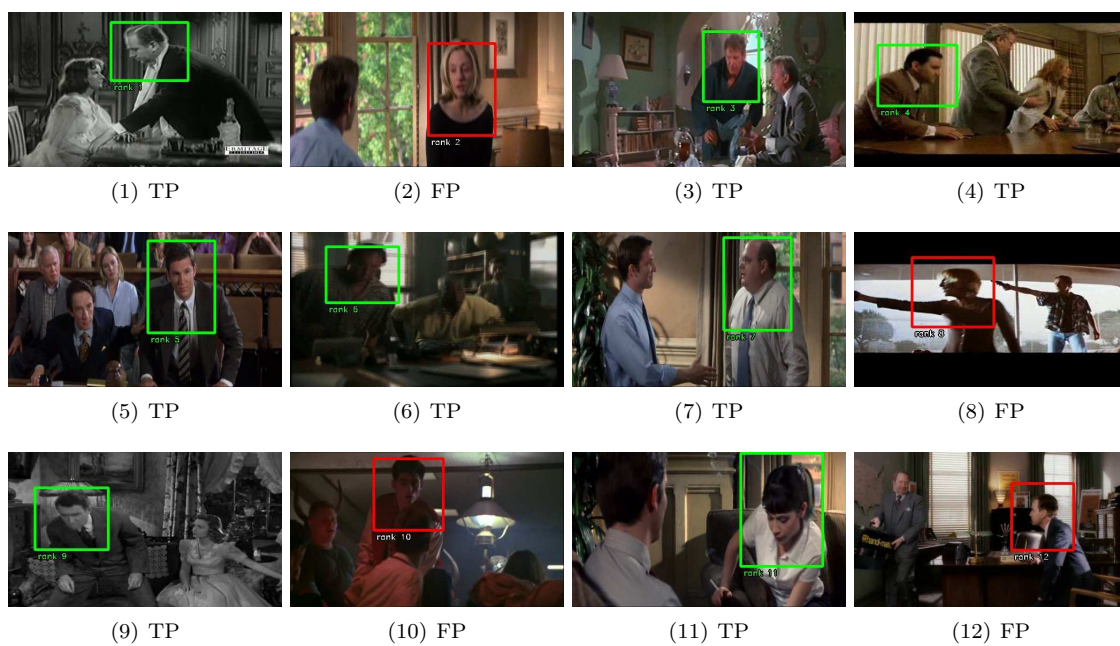 rank 1
HERITAGE
rank 2
rank 3
rank 4
(1) TP
(2) FP
(3) TP
(4) TP
rank 5
rank 6
rank 7
rank 8
(5) TP
(6) TP
(7) TP
(8) FP
rank 9
rank 10
rank 11
rank 12
(9) TP
(10) FP
(11) TP
(12) FP